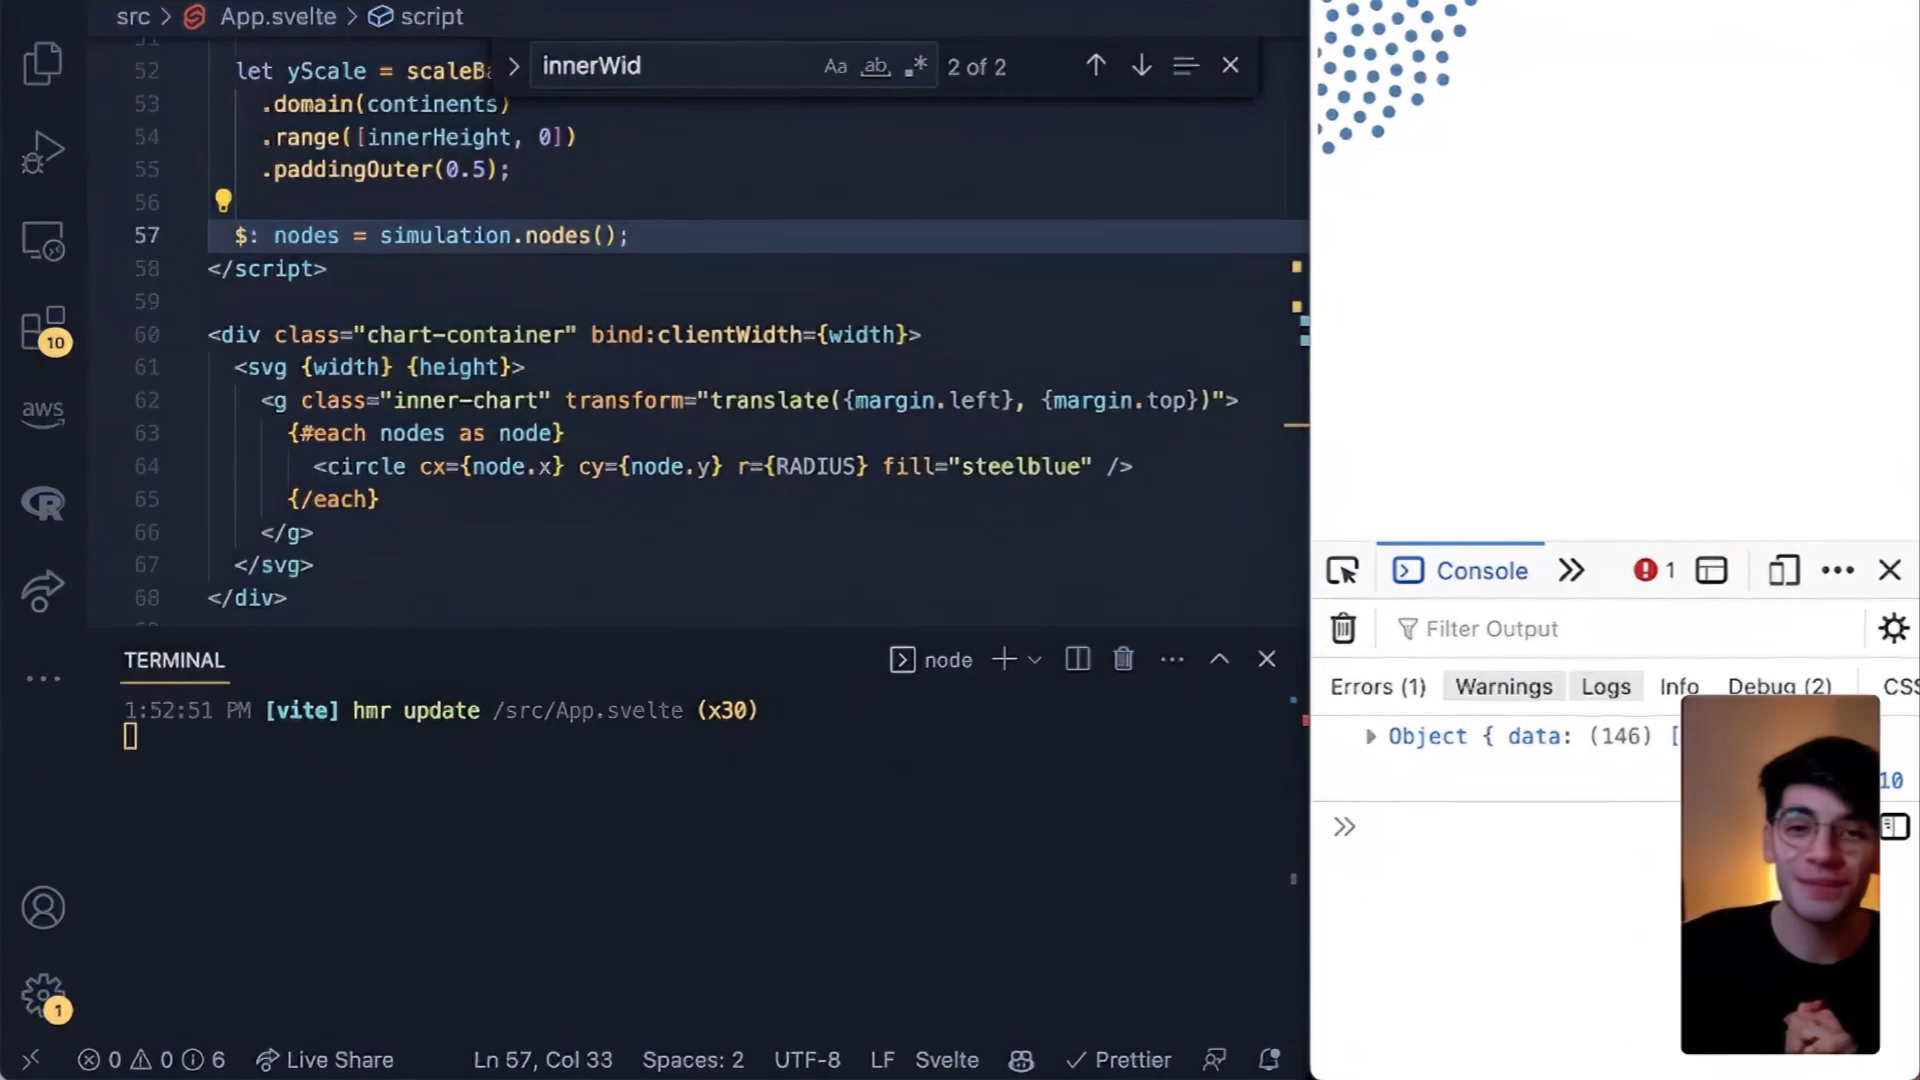 src > App.svelte > script
51
52 let yScale = scaleBa
innerWid
Aa ab .* 2 of 2
53 .domain(continents)
54 .range([innerHeight, 0])
55 .paddingOuter(0.5);
56
57 $: nodes = simulation.nodes();
58 </script>
59
60 <div class="chart-container" bind:clientWidth={width}>
61 <svg {width} {height}>
62 <g class="inner-chart" transform="translate({margin.left}, {margin.top})">
63 {#each nodes as node}
64 <circle cx={node.x} cy={node.y} r={RADIUS} fill="steelblue" />
65 {/each}
66 </g>
67 </svg>
68 </div>
10
aws
R
1
TERMINAL
node
1:52:51 PM [vite] hmr update /src/App.svelte (x30)
0 0 6 Live Share Ln 57, Col 33 Spaces: 2 UTF-8 LF Svelte Prettier
Console 1
Filter Output
Errors (1) Warnings Logs Info Debug (2) CSS
Object { data: (146) [
10